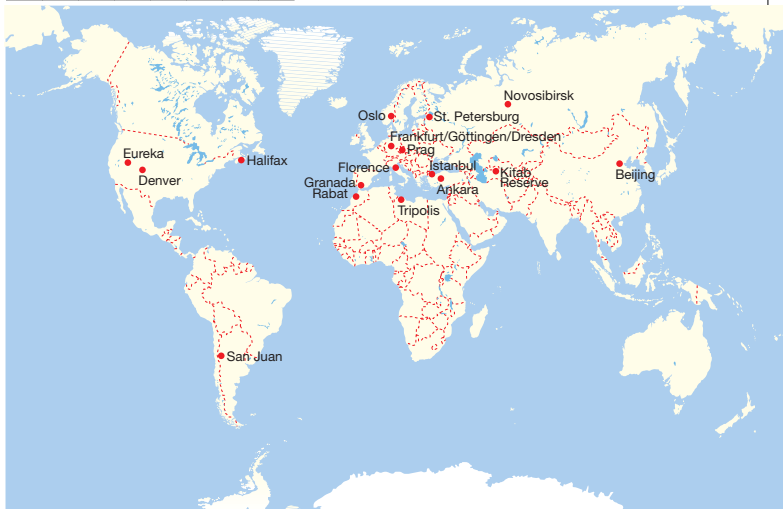 Novosibirsk
Oslo
St. Petersburg
Frankfurt/Göttingen/Dresden
Prag
Eureka
Halifax
Denver
Florence
Istanbul
Kitab
Reserve
Beijing
Granada
Ankara
Rabat
Tripolis
San Juan